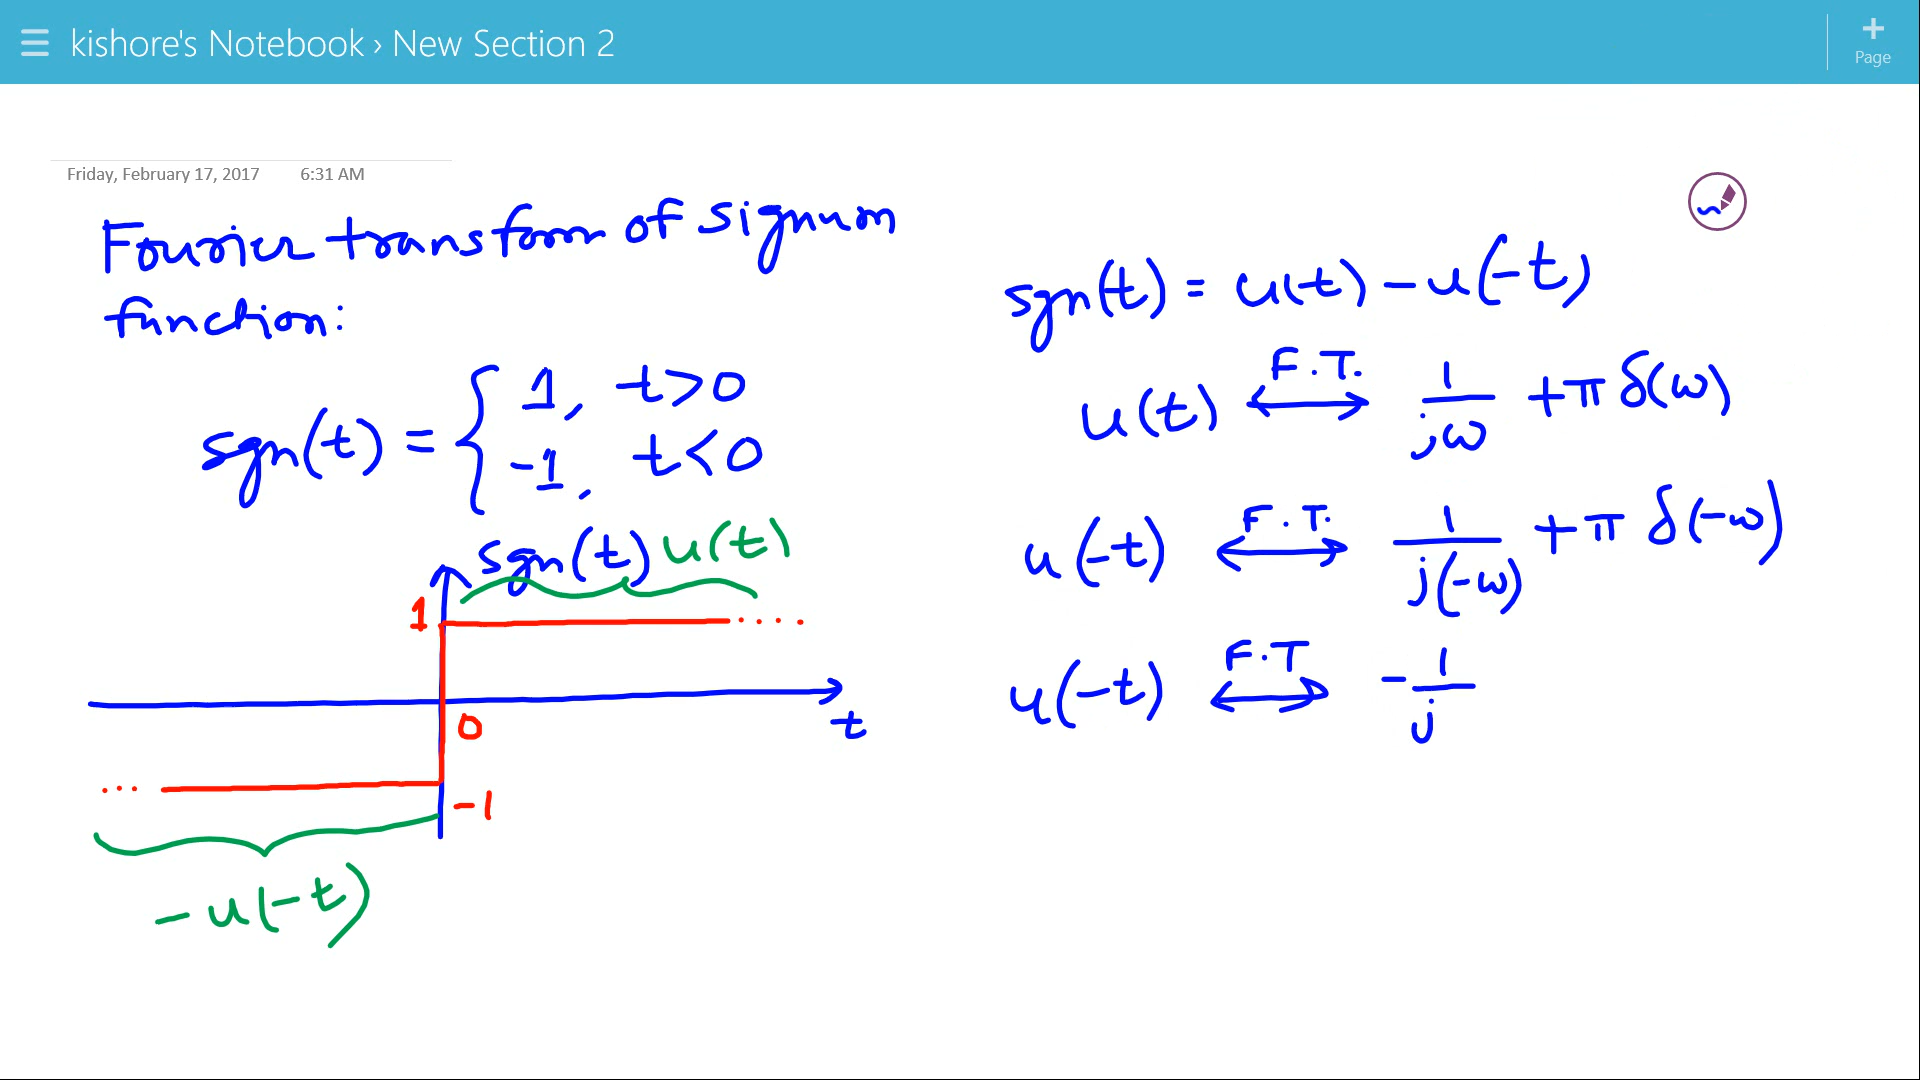 kishore's Notebook › New Section 2
Page
Friday, February 17, 2017 6:31 AM
Fourier transform of signum
function:
sgn(t) = { 1, t>0
-1, t<0
sgn(t) u(t)
1
0
t
-1
-u(-t)
sgn(t) = u(t) - u(-t)
u(t) <-F.T.-> 1/jω + π δ(ω)
u(-t) <-F.T.-> 1/j(-ω) + π δ(-ω)
u(-t) <-F.T-> - 1/j